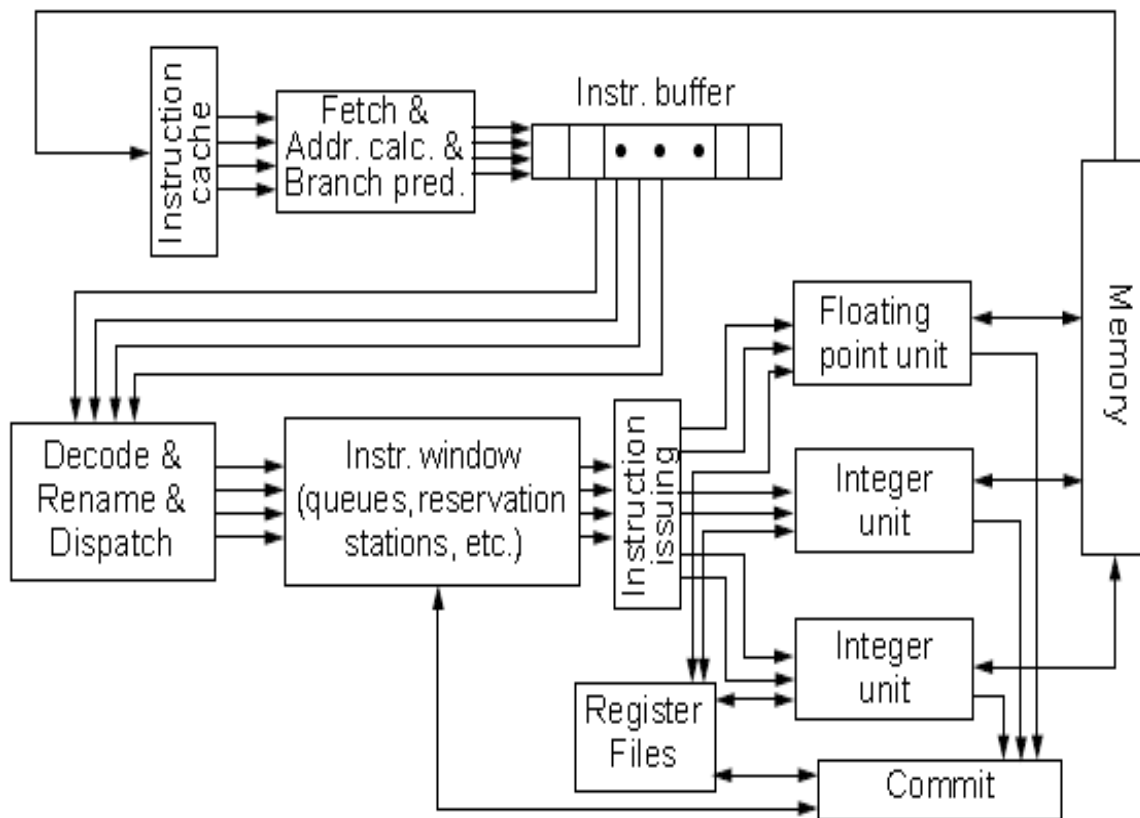 Instruction
cache
Fetch &
Addr. calc. &
Branch pred.
Instr. buffer
Memory
Floating
point unit
Decode &
Rename &
Dispatch
Instr. window
(queues, reservation
stations, etc.)
Instruction
issuing
Integer
unit
Integer
unit
Register
Files
Commit